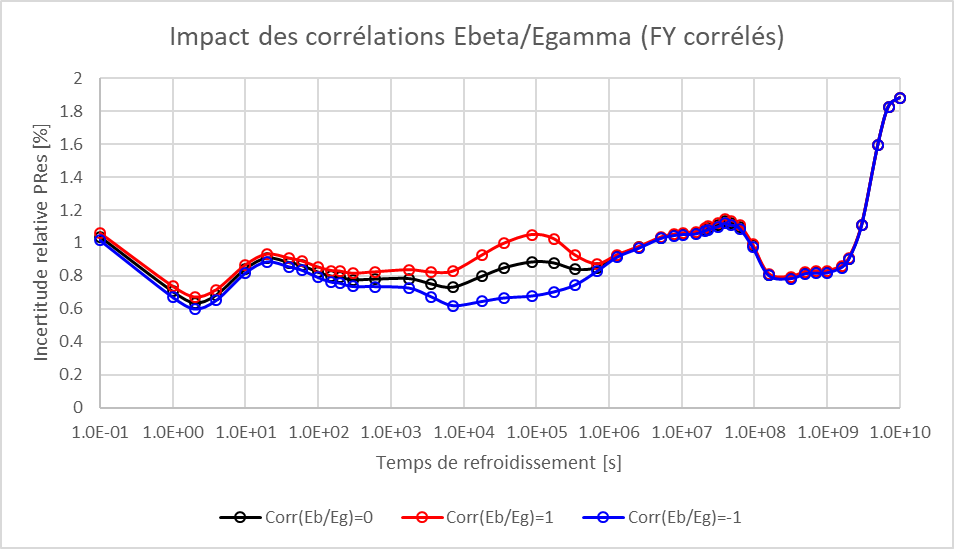 Impact des corrélations Ebeta/Egamma (FY corrélés)
Incertitude relative PRes [%]
2
1.8
1.6
1.4
1.2
1
0.8
0.6
0.4
0.2
0
1.0E-01 1.0E+00 1.0E+01 1.0E+02 1.0E+03 1.0E+04 1.0E+05 1.0E+06 1.0E+07 1.0E+08 1.0E+09 1.0E+10
Temps de refroidissement [s]
Corr(Eb/Eg)=0 Corr(Eb/Eg)=1 Corr(Eb/Eg)=-1